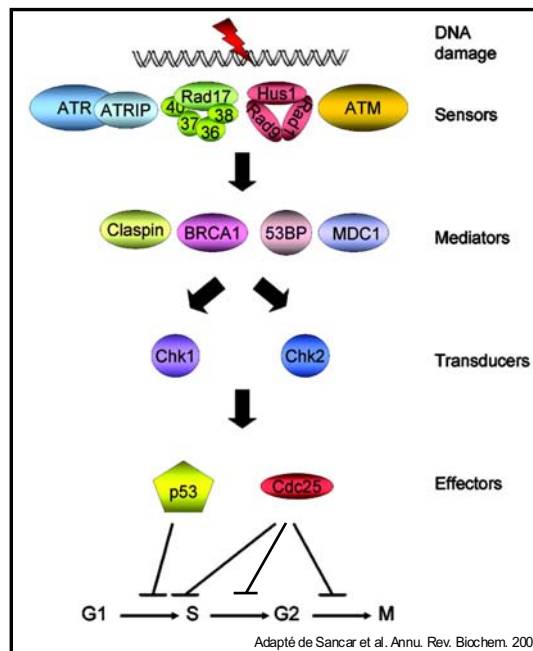 DNA
damage
ATR ATRIP Rad17 40 37 36 38 Hus1 Rad9 Rad1 ATM Sensors
Claspin BRCA1 53BP MDC1 Mediators
Chk1 Chk2 Transducers
p53 Cdc25 Effectors
G1 S G2 M
Adapté de Sancar et al. Annu. Rev. Biochem. 200